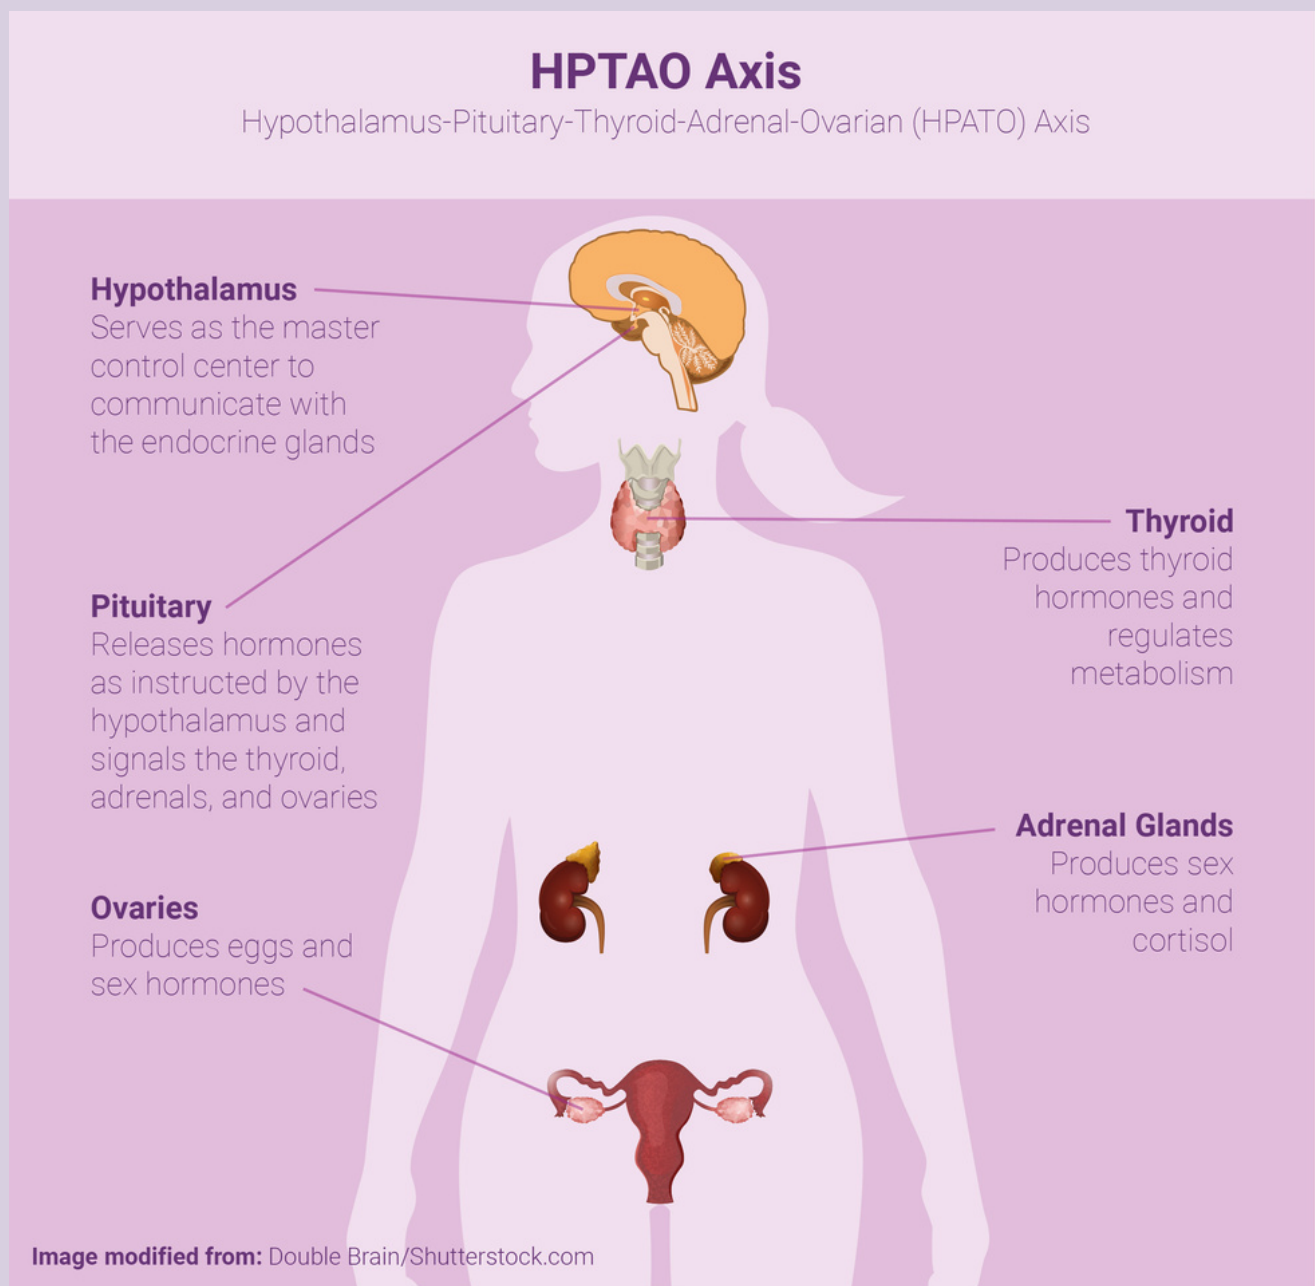 HPTAO Axis
Hypothalamus-Pituitary-Thyroid-Adrenal-Ovarian (HPATO) Axis
Hypothalamus
Serves as the master
control center to
communicate with
the endocrine glands
Thyroid
Produces thyroid
hormones and
regulates
metabolism
Pituitary
Releases hormones
as instructed by the
hypothalamus and
signals the thyroid,
adrenals, and ovaries
Adrenal Glands
Produces sex
hormones and
cortisol
Ovaries
Produces eggs and
sex hormones
Image modified from: Double Brain/Shutterstock.com